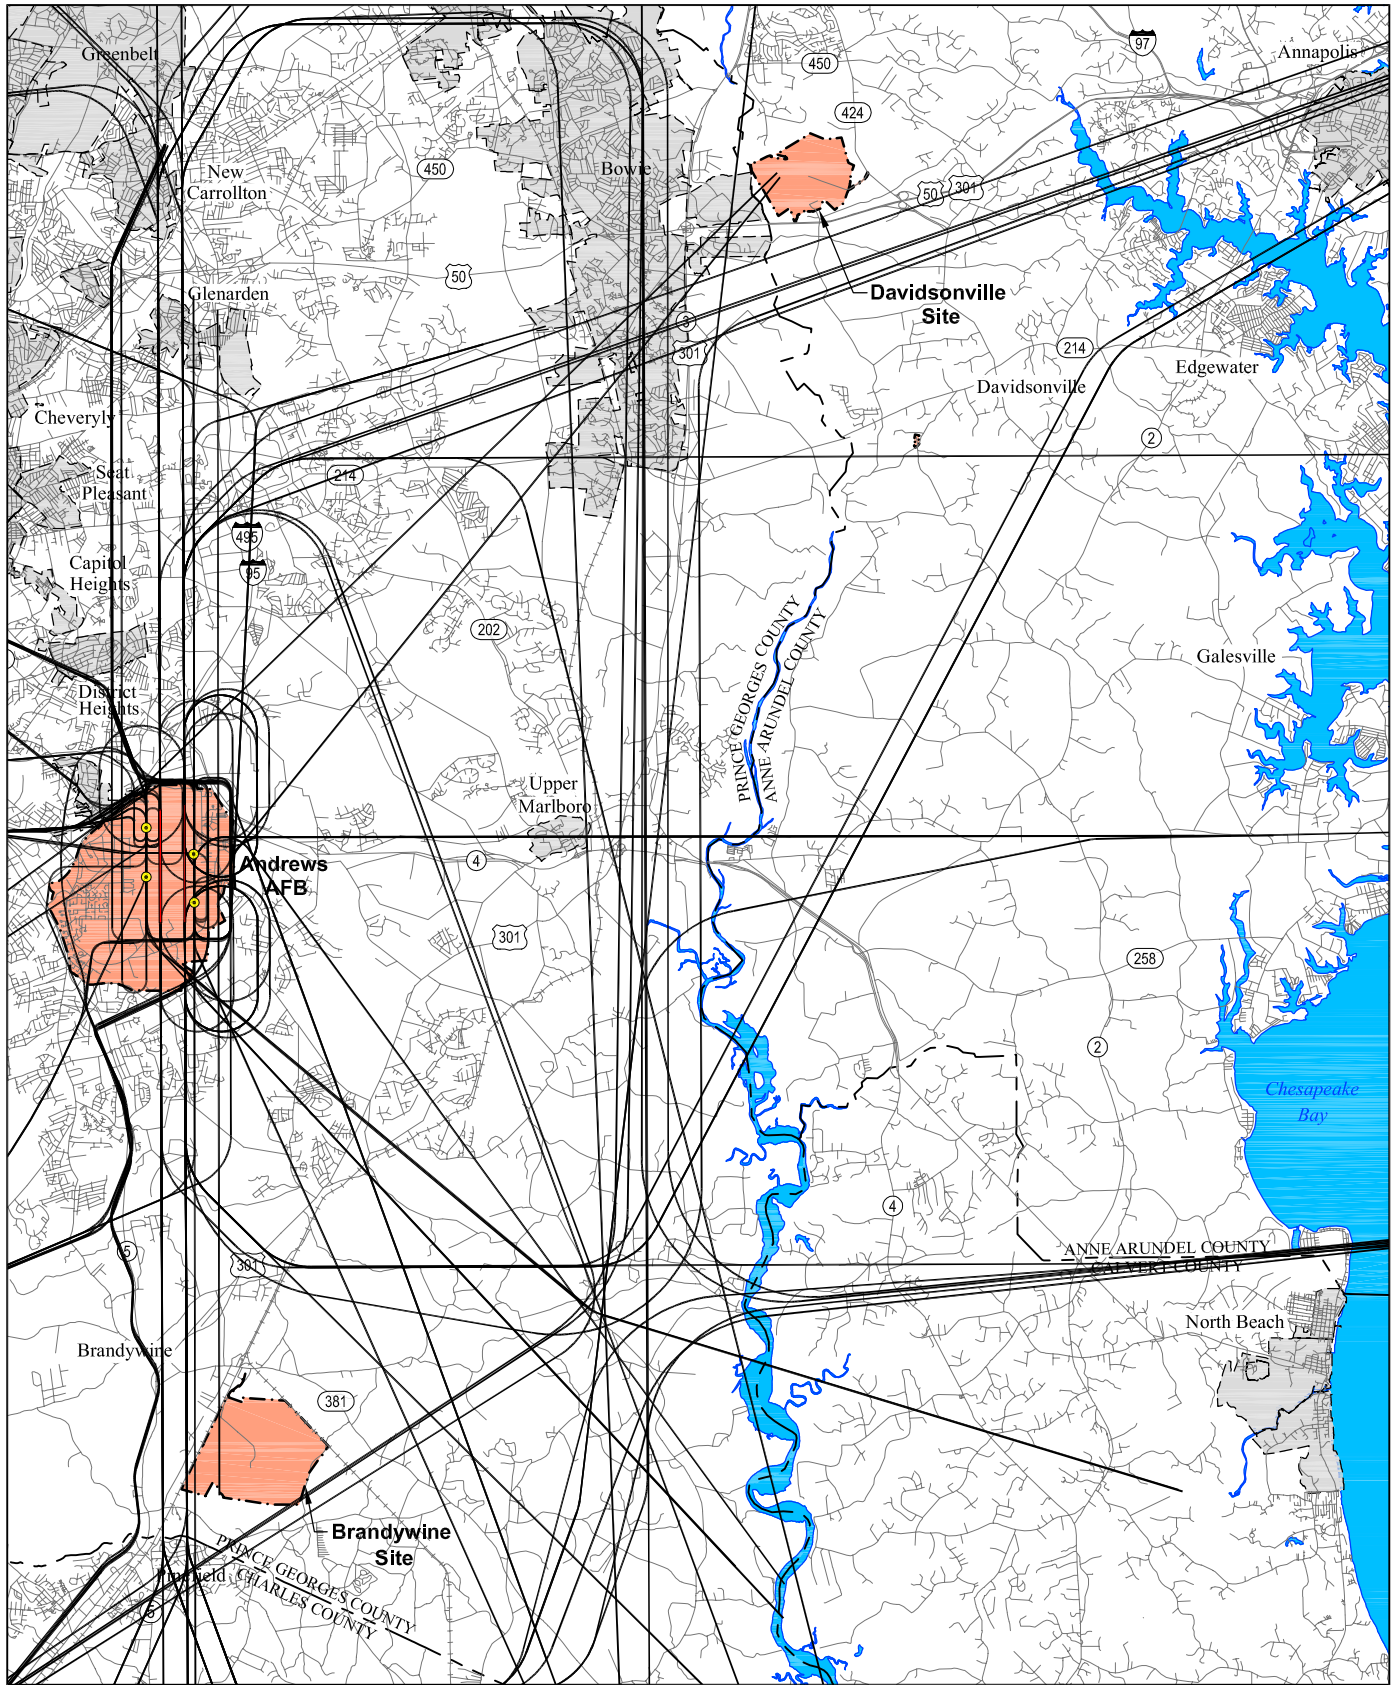 Greenbelt
97
Annapolis
450
424
New
Carrollton
450
Bowie
50
301
50
Glenarden
Davidsonville
Site
3
301
214
Edgewater
Davidsonville
Cheveryly
2
Seat
Pleasant
214
495
95
Capitol
Heights
202
PRINCE GEORGES COUNTY
ANNE ARUNDEL COUNTY
Galesville
District
Heights
Upper
Marlboro
Andrews
AFB
4
301
258
2
Chesapeake
Bay
4
5
301
ANNE ARUNDEL COUNTY
CALVERT COUNTY
North Beach
Brandywine
381
Brandywine
Site
PRINCE GEORGES COUNTY
CHARLES COUNTY
Pinefield
5